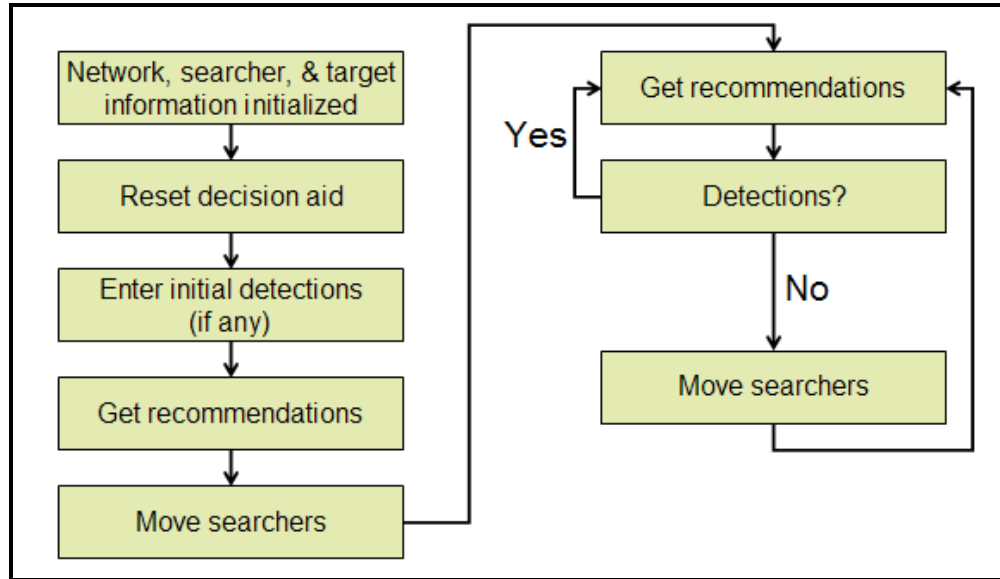 Network, searcher, & target
information initialized
Reset decision aid
Enter initial detections
(if any)
Get recommendations
Move searchers
Get recommendations
Yes
Detections?
No
Move searchers